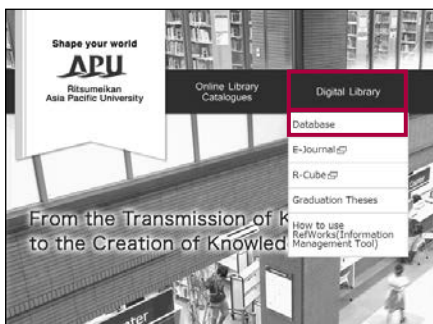 Shape your world
APU
Ritsumeikan
Asia Pacific University
Online Library
Catalogues
Digital Library
Database
E-Journal
R-Cube
Graduation Theses
How to use
RefWorks(Information
Management Tool)
From the Transmission of K
to the Creation of Knowled